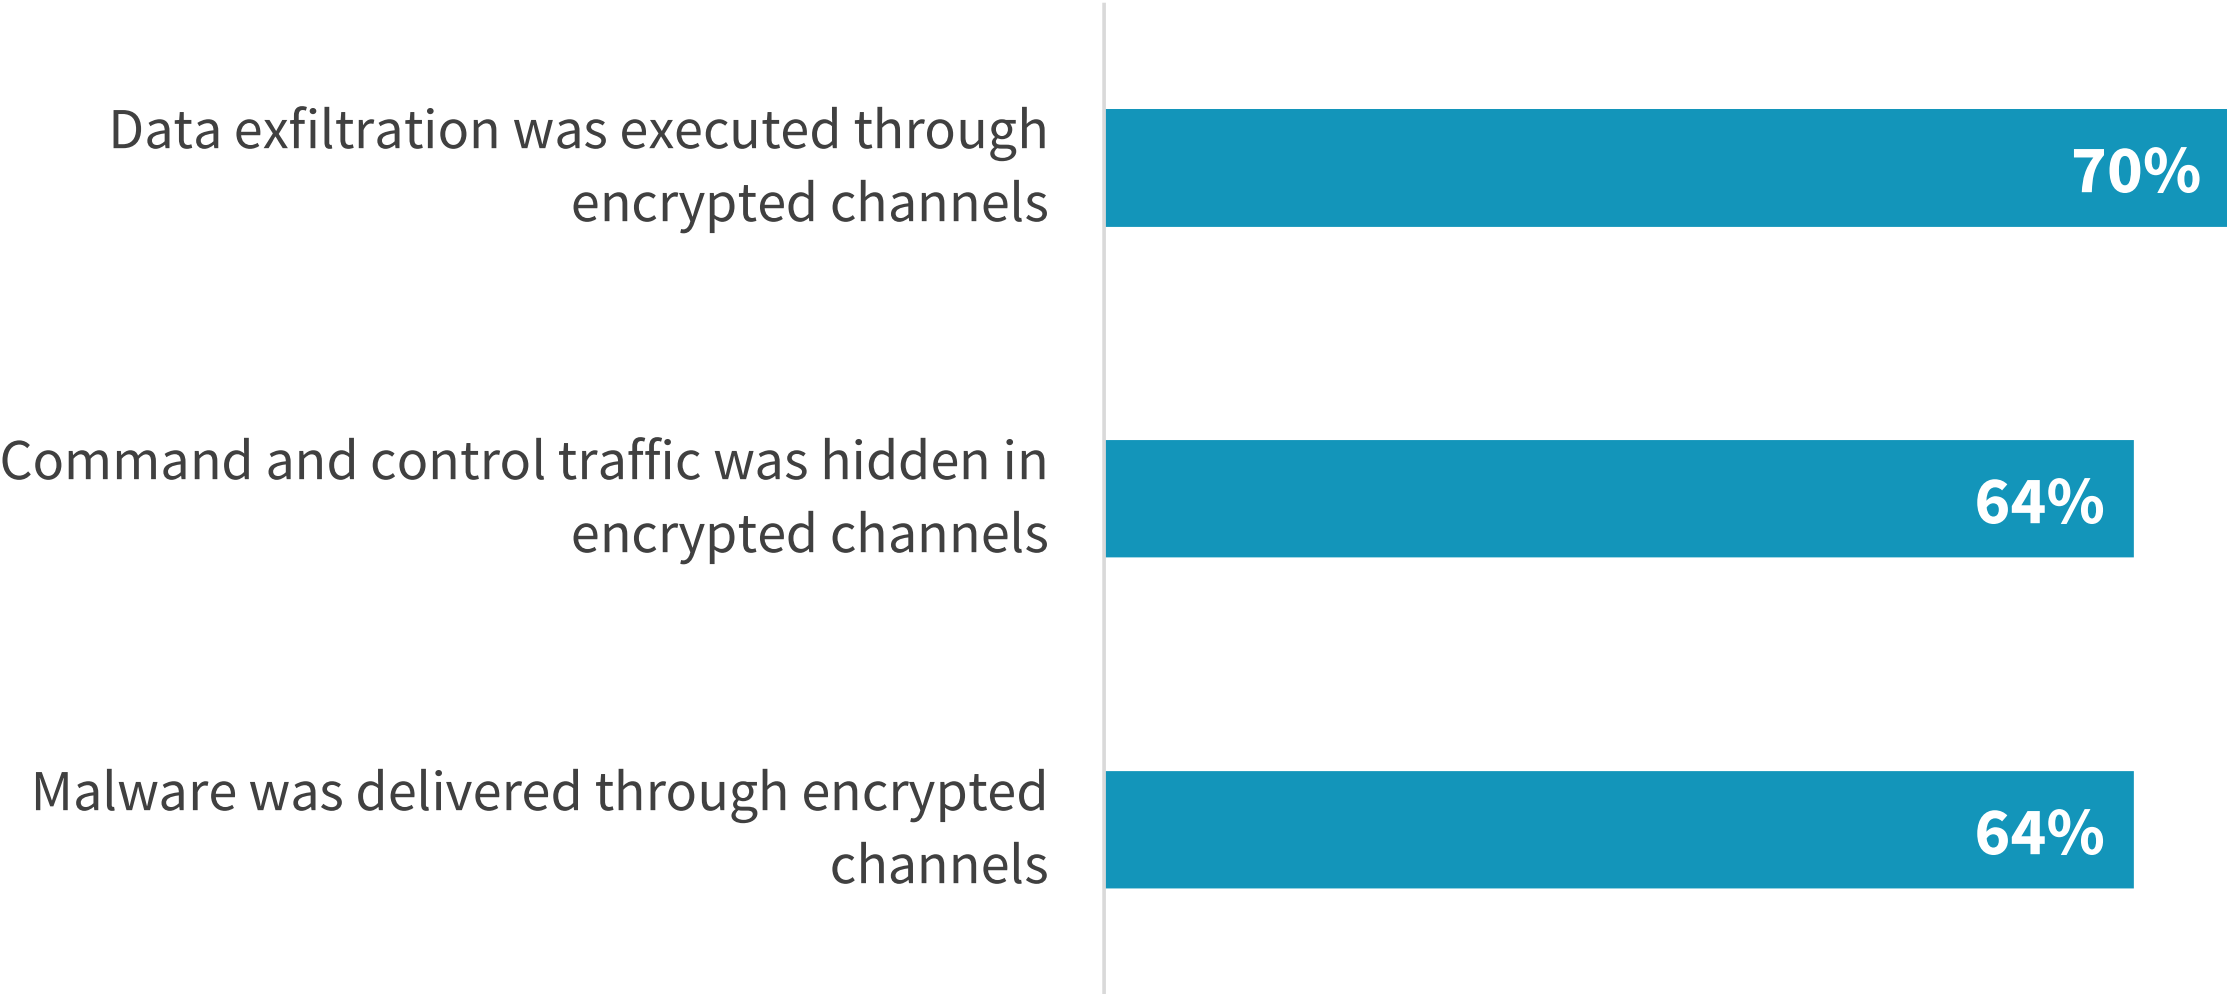 Data exfiltration was executed through
encrypted channels
70%
Command and control traffic was hidden in
encrypted channels
64%
Malware was delivered through encrypted
channels
64%